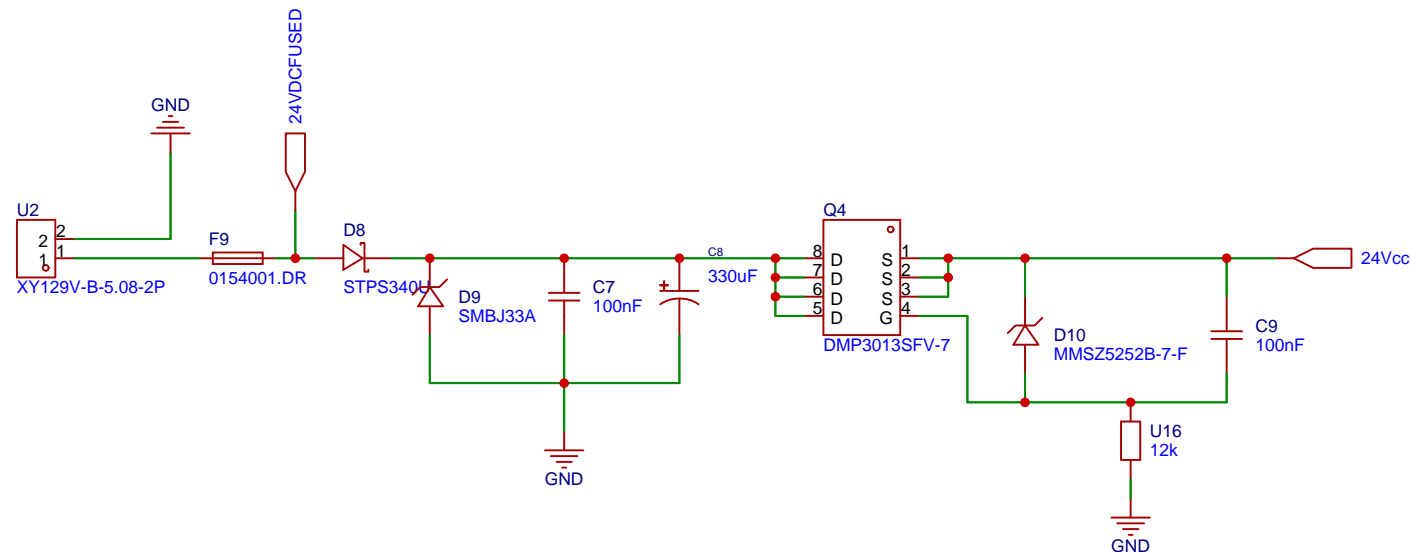 24VDCFUSED
GND
U2
2
2
1
1
XY129V-B-5.08-2P
F9
0154001.DR
D8
STPS340U
D9
SMBJ33A
C7
100nF
C8
330uF
+
GND
Q4
8 D S 1
7 D S 2
6 D S 3
5 D G 4
DMP3013SFV-7
24Vcc
D10
MMSZ5252B-7-F
C9
100nF
U16
12k
GND